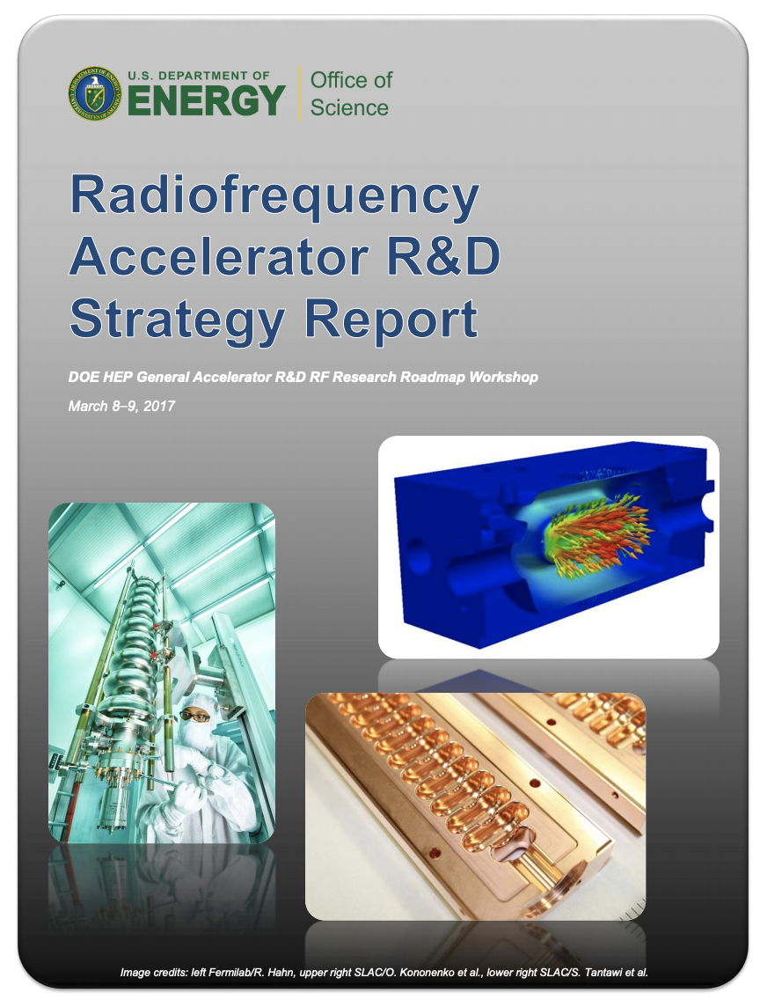 U.S. DEPARTMENT OF
ENERGY
Office of
Science
Radiofrequency
Accelerator R&D
Strategy Report
DOE HEP General Accelerator R&D RF Research Roadmap Workshop
March 8–9, 2017
Image credits: left Fermilab/R. Hahn, upper right SLAC/O. Kononenko et al., lower right SLAC/S. Tantawi et al.